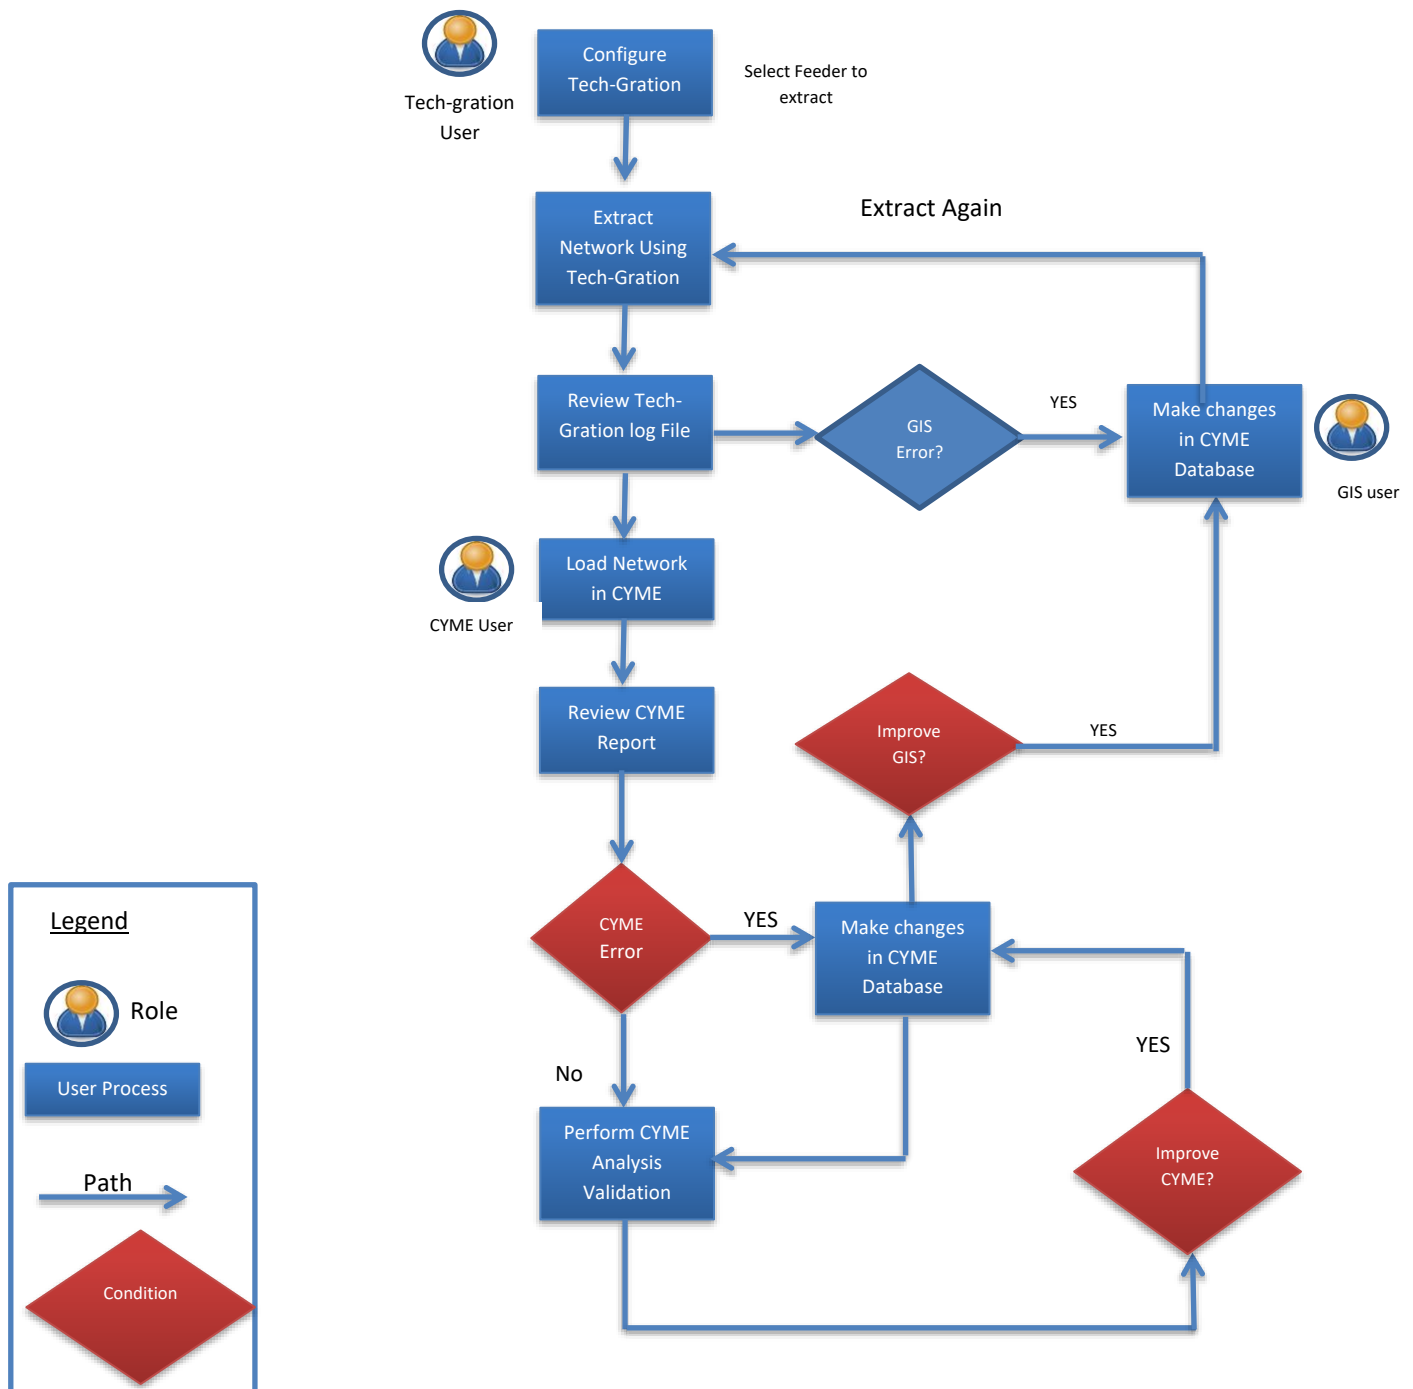 Configure
Tech-Gration
Select Feeder to
extract
Tech-gration
User
Extract
Network Using
Tech-Gration
Extract Again
Review Tech-
Gration log File
GIS
Error?
YES
Make changes
in CYME
Database
GIS user
Load Network
in CYME
CYME User
Review CYME
Report
Improve
GIS?
YES
CYME
Error
YES
Make changes
in CYME
Database
No
YES
Perform CYME
Analysis
Validation
Improve
CYME?
Legend
Role
User Process
Path
Condition